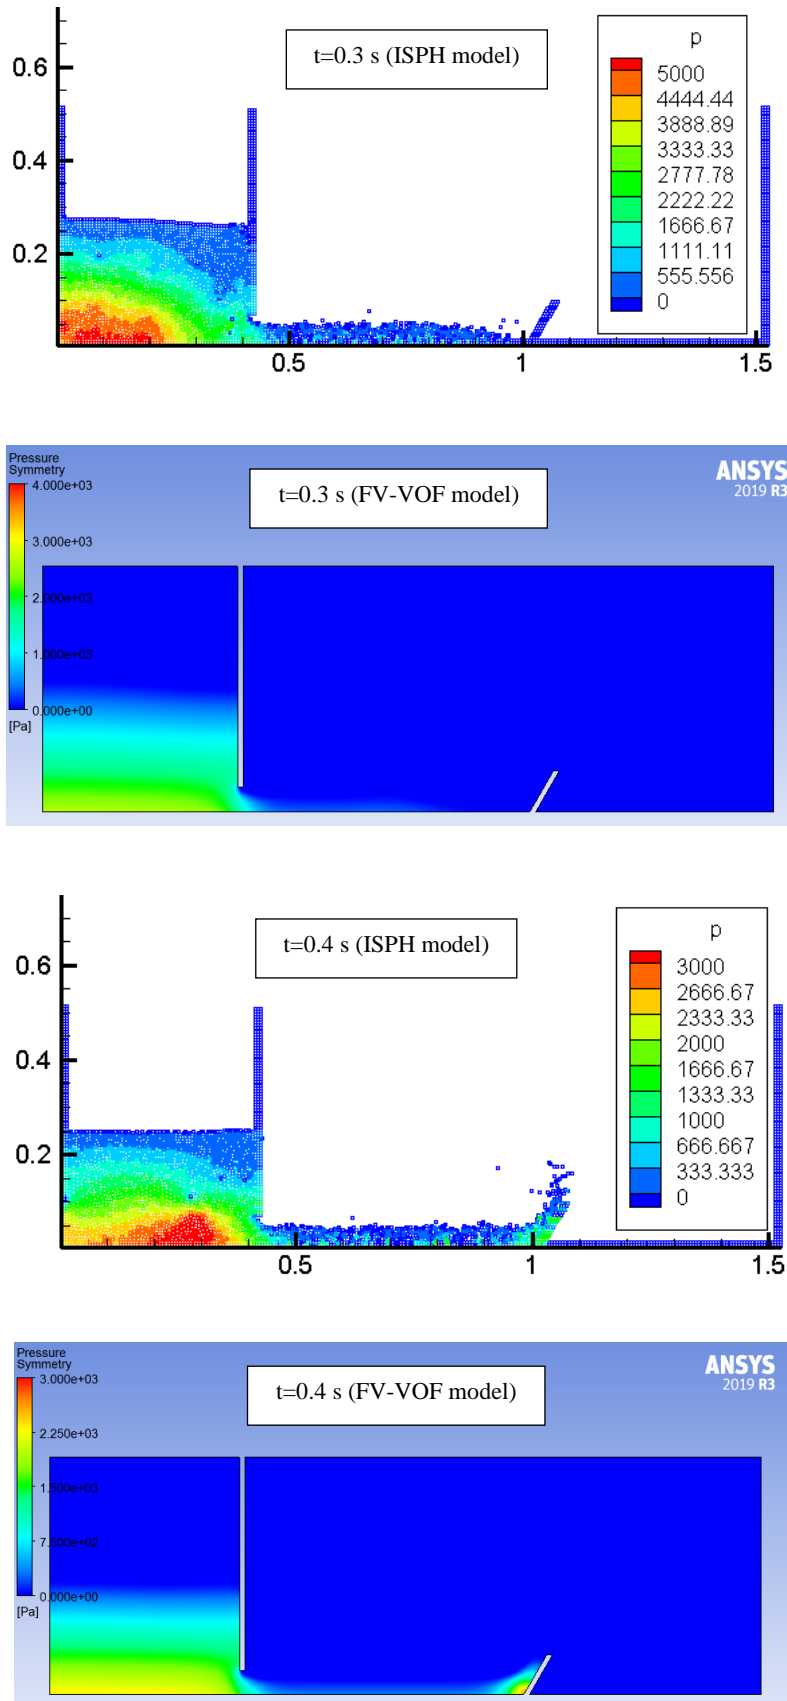 t=0.3 s (ISPH model)
p
5000
4444.44
3888.89
3333.33
2777.78
2222.22
1666.67
1111.11
555.556
0
0.6
0.4
0.2
0.5
1
1.5
Pressure
Symmetry
4.000e+03
3.000e+03
2.000e+03
1.000e+03
0.000e+00
[Pa]
t=0.3 s (FV-VOF model)
ANSYS
2019 R3
t=0.4 s (ISPH model)
p
3000
2666.67
2333.33
2000
1666.67
1333.33
1000
666.667
333.333
0
0.6
0.4
0.2
0.5
1
1.5
Pressure
Symmetry
3.000e+03
2.250e+03
1.500e+03
7.500e+02
0.000e+00
[Pa]
t=0.4 s (FV-VOF model)
ANSYS
2019 R3